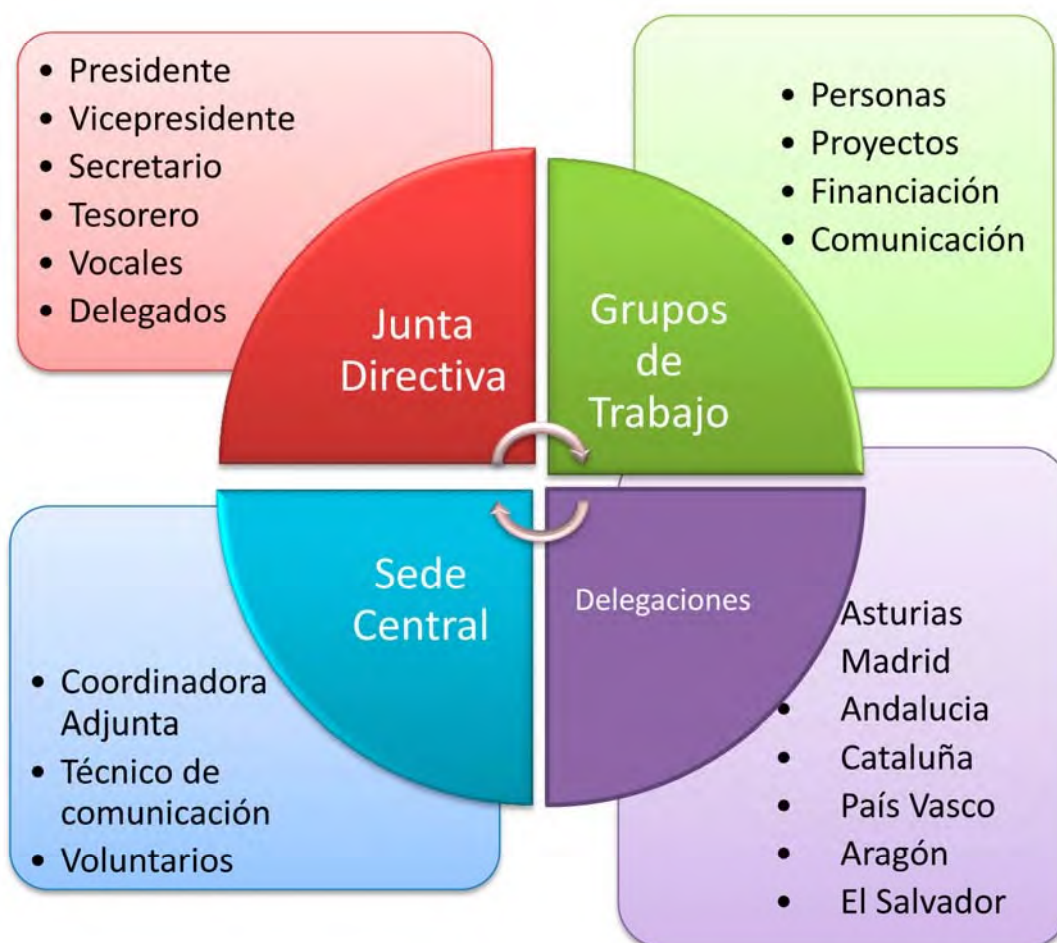 • Presidente
• Vicepresidente
• Secretario
• Tesorero
• Vocales
• Delegados
Junta
Directiva
• Personas
• Proyectos
• Financiación
• Comunicación
Grupos
de
Trabajo
Sede
Central
• Coordinadora
Adjunta
• Técnico de
comunicación
• Voluntarios
Delegaciones
Asturias
Madrid
• Andalucia
• Cataluña
• País Vasco
• Aragón
• El Salvador